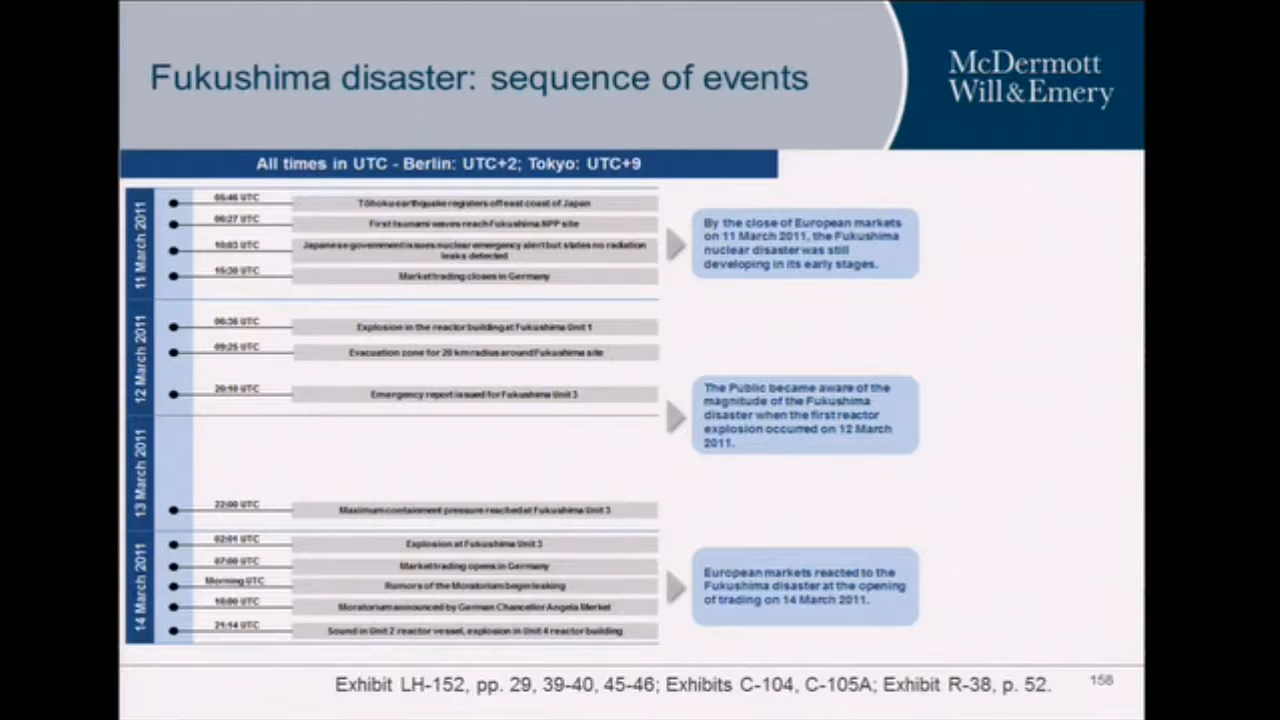 Fukushima disaster: sequence of events
McDermott
Will & Emery
All times in UTC - Berlin: UTC+2; Tokyo: UTC+9
11 March 2011
05:46 UTC
Tōhoku earthquake registers off east coast of Japan
06:27 UTC
First tsunami waves reach Fukushima NPP site
10:03 UTC
Japanese government issues nuclear emergency alert but states no radiation
leaks detected
15:30 UTC
Market trading closes in Germany
By the close of European markets
on 11 March 2011, the Fukushima
nuclear disaster was still
developing in its early stages.
12 March 2011
06:36 UTC
Explosion in the reactor building at Fukushima Unit 1
09:25 UTC
Evacuation zone for 20 km radius around Fukushima site
20:10 UTC
Emergency report issued for Fukushima Unit 3
The Public became aware of the
magnitude of the Fukushima
disaster when the first reactor
explosion occurred on 12 March
2011.
13 March 2011
22:00 UTC
Maximum containment pressure reached at Fukushima Unit 3
14 March 2011
02:01 UTC
Explosion at Fukushima Unit 3
07:00 UTC
Market trading opens in Germany
Morning UTC
Rumors of the Moratorium begin leaking
16:00 UTC
Moratorium announced by German Chancellor Angela Merkel
21:14 UTC
Sound in Unit 2 reactor vessel, explosion in Unit 4 reactor building
European markets reacted to the
Fukushima disaster at the opening
of trading on 14 March 2011.
Exhibit LH-152, pp. 29, 39-40, 45-46; Exhibits C-104, C-105A; Exhibit R-38, p. 52.
158